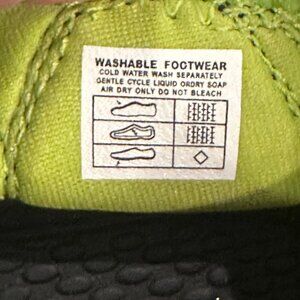 WASHABLE FOOTWEAR
COLD WATER WASH SEPARATELY
GENTLE CYCLE LIQUID ORDRY SOAP
AIR DRY ONLY DO NOT BLEACH